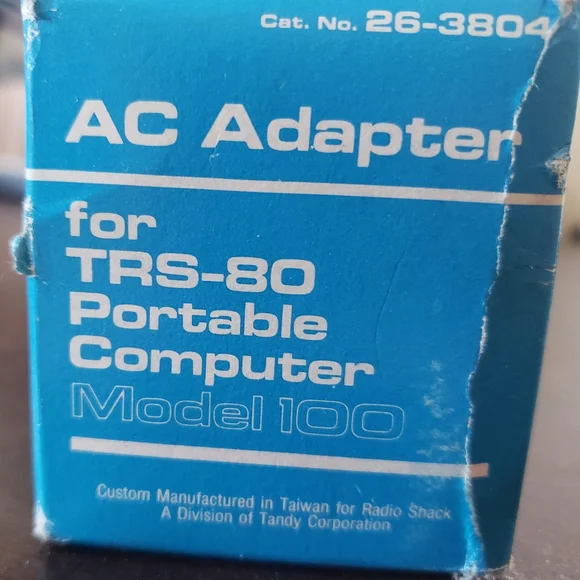 Cat. No. 26-3804
AC Adapter
for
TRS-80
Portable
Computer
Model 100
Custom Manufactured in Taiwan for Radio Shack
A Division of Tandy Corporation